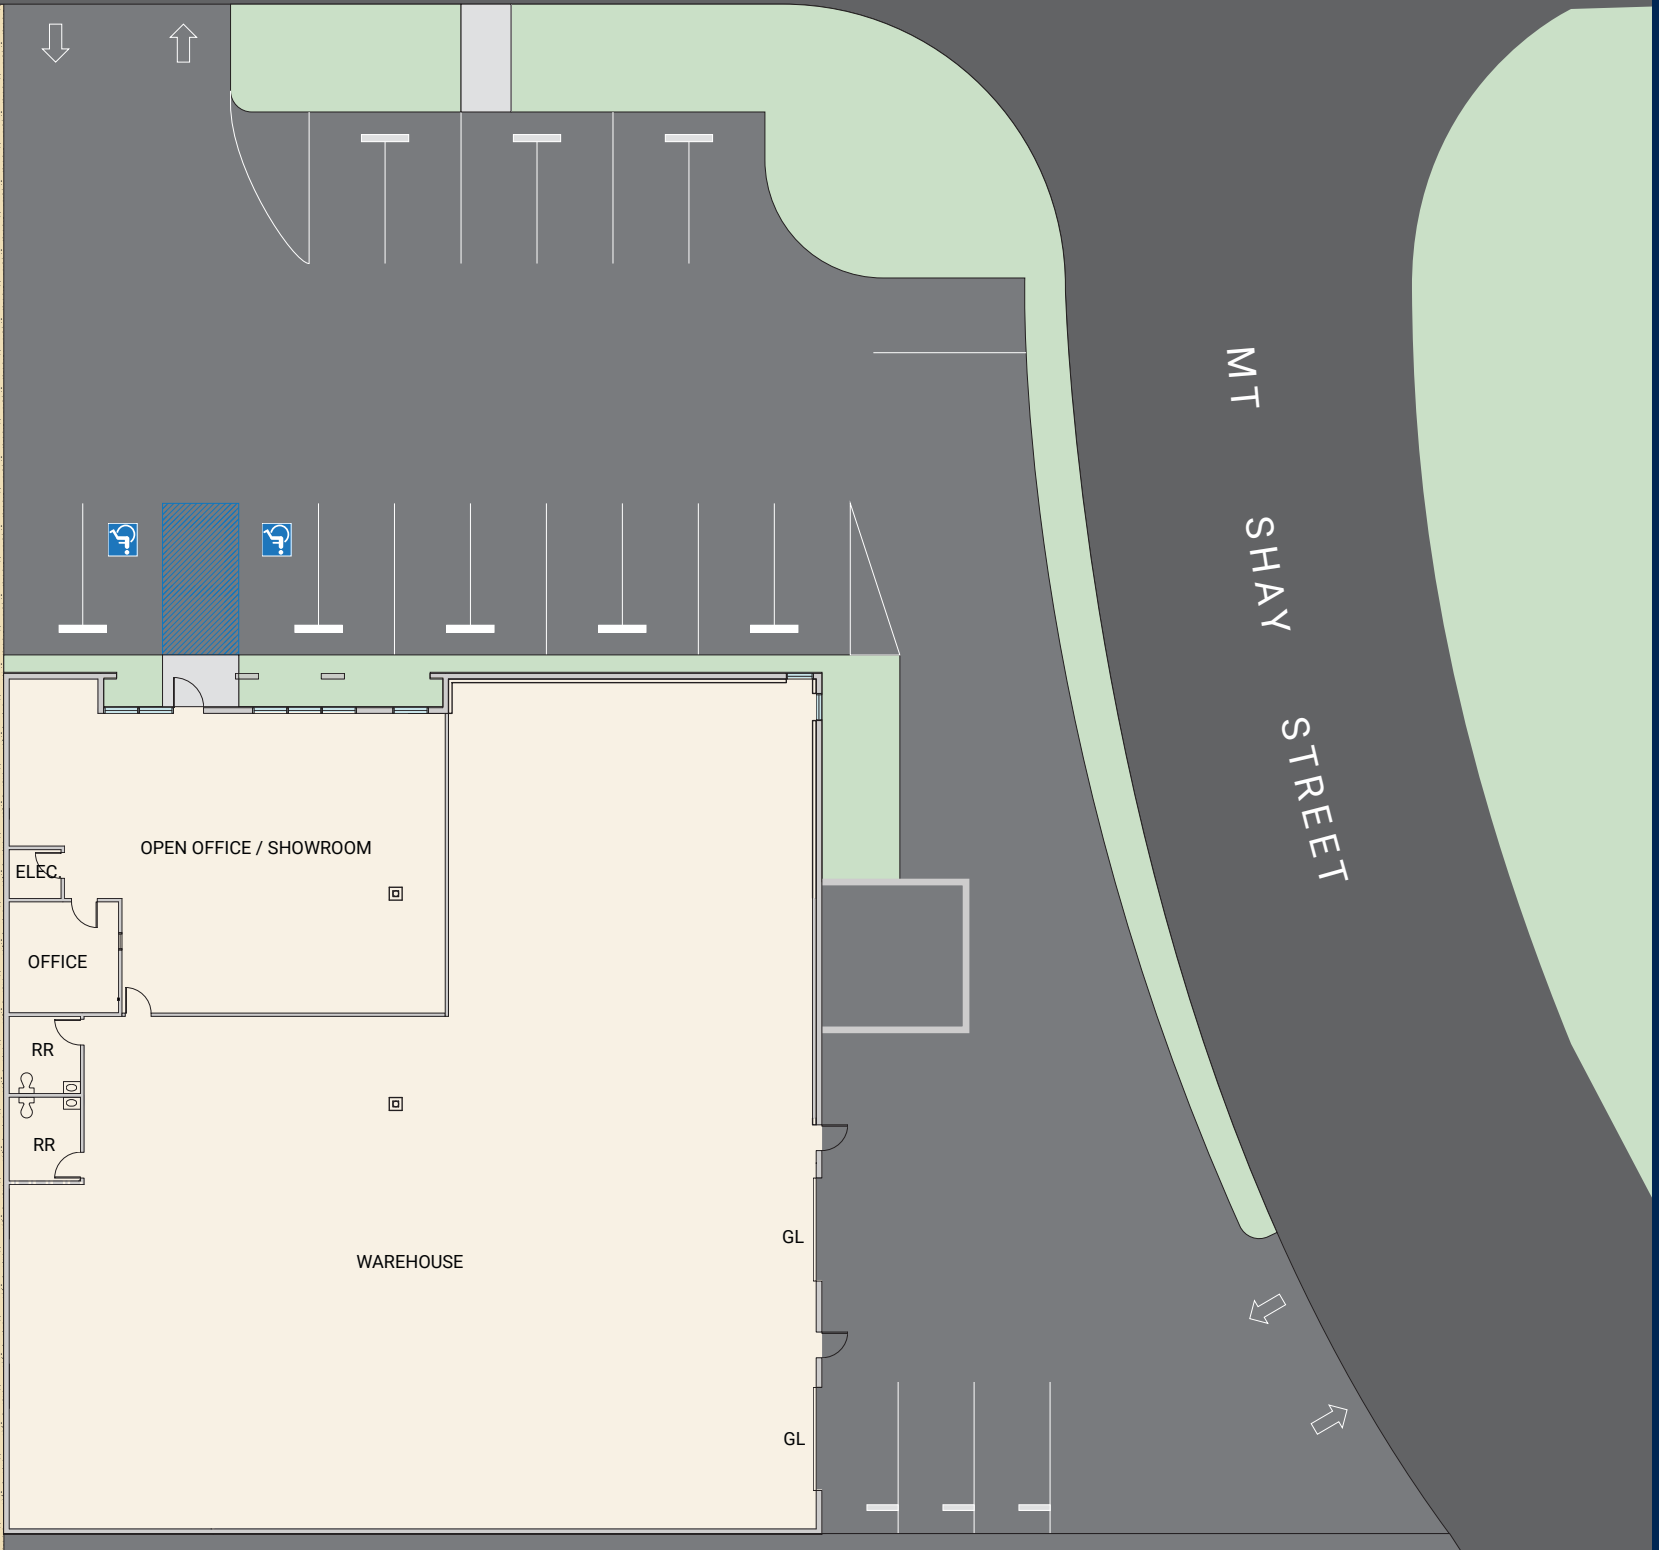 MT SHAY STREET
OPEN OFFICE / SHOWROOM
ELEC.
OFFICE
RR
RR
GL
WAREHOUSE
GL